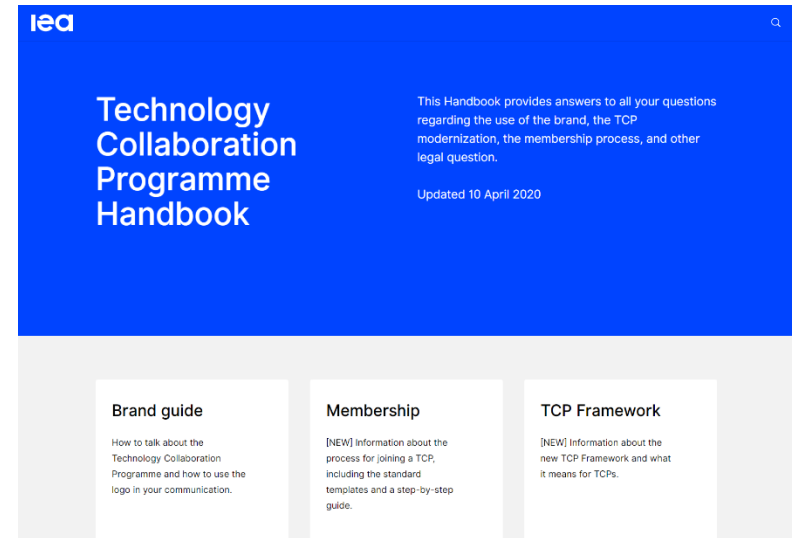 iea
Technology
Collaboration
Programme
Handbook
This Handbook provides answers to all your questions
regarding the use of the brand, the TCP
modernization, the membership process, and other
legal question.
Updated 10 April 2020
Brand guide
How to talk about the
Technology Collaboration
Programme and how to use the
logo in your communication.
Membership
[NEW] Information about the
process for joining a TCP,
including the standard
templates and a step-by-step
guide.
TCP Framework
[NEW] Information about the
new TCP Framework and what
it means for TCPs.